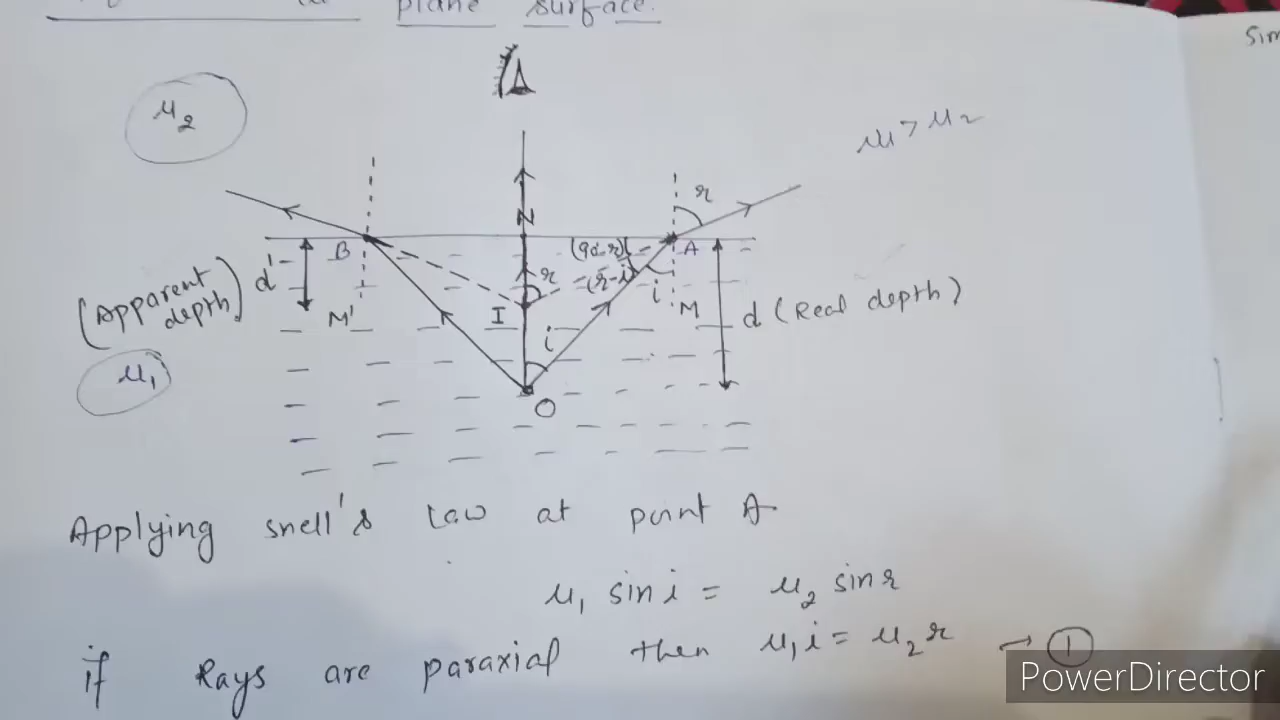 plane surface.
Sim
μ2
μ1 > μ2
r
N
B
(90-r)
A
d'
(Apparent depth)
r
(r-i)
i
M'
I
M
d (Real depth)
i
μ1
O
Applying snell's Law at point A
μ1 sin i = μ2 sin r
if Rays are paraxial then μ1 i = μ2 r → 1
PowerDirector